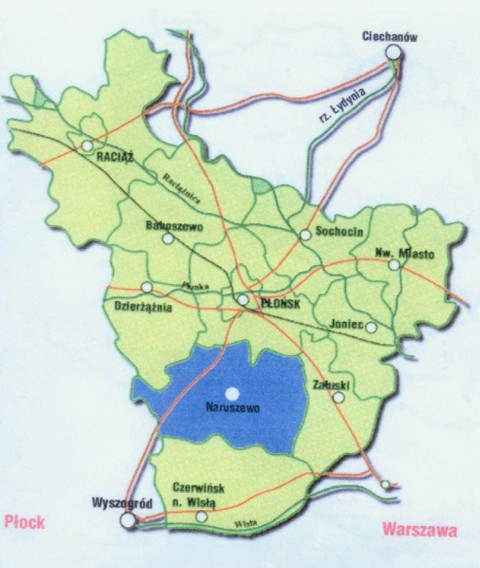 Ciechanów
rz. Łydynia
RACIĄŻ
Raciążnica
Baboszewo
Sochocin
Nw. Miasto
Płonka
Dzierżążnia
PŁOŃSK
Joniec
Załuski
Naruszewo
Wyszogród
Czerwińsk
n. Wisłą
Wisła
Płock
Warszawa